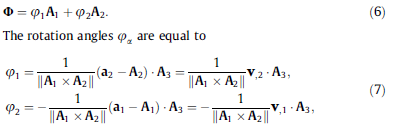 Φ = φ₁A₁ + φ₂A₂. (6)
The rotation angles φ_α are equal to
φ₁ = 1/‖A₁ × A₂‖ (a₂ − A₂) · A₃ = 1/‖A₁ × A₂‖ v,₂ · A₃,
φ₂ = − 1/‖A₁ × A₂‖ (a₁ − A₁) · A₃ = − 1/‖A₁ × A₂‖ v,₁ · A₃, (7)